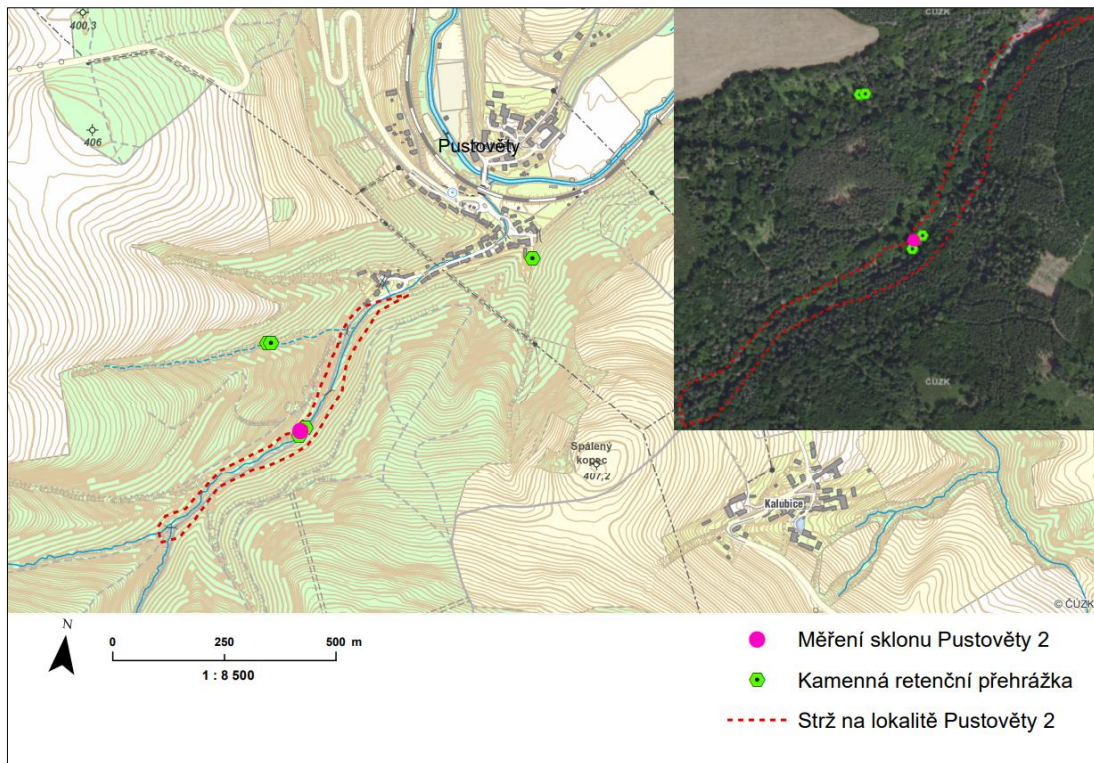 400,3
ČÚZK
406
Pustověty
ČÚZK
Spálený
kopec
407,2
Kalubice
© ČÚZK
N
0 250 500 m
1 : 8 500
Měření sklonu Pustověty 2
Kamenná retenční přehrážka
Strž na lokalitě Pustověty 2